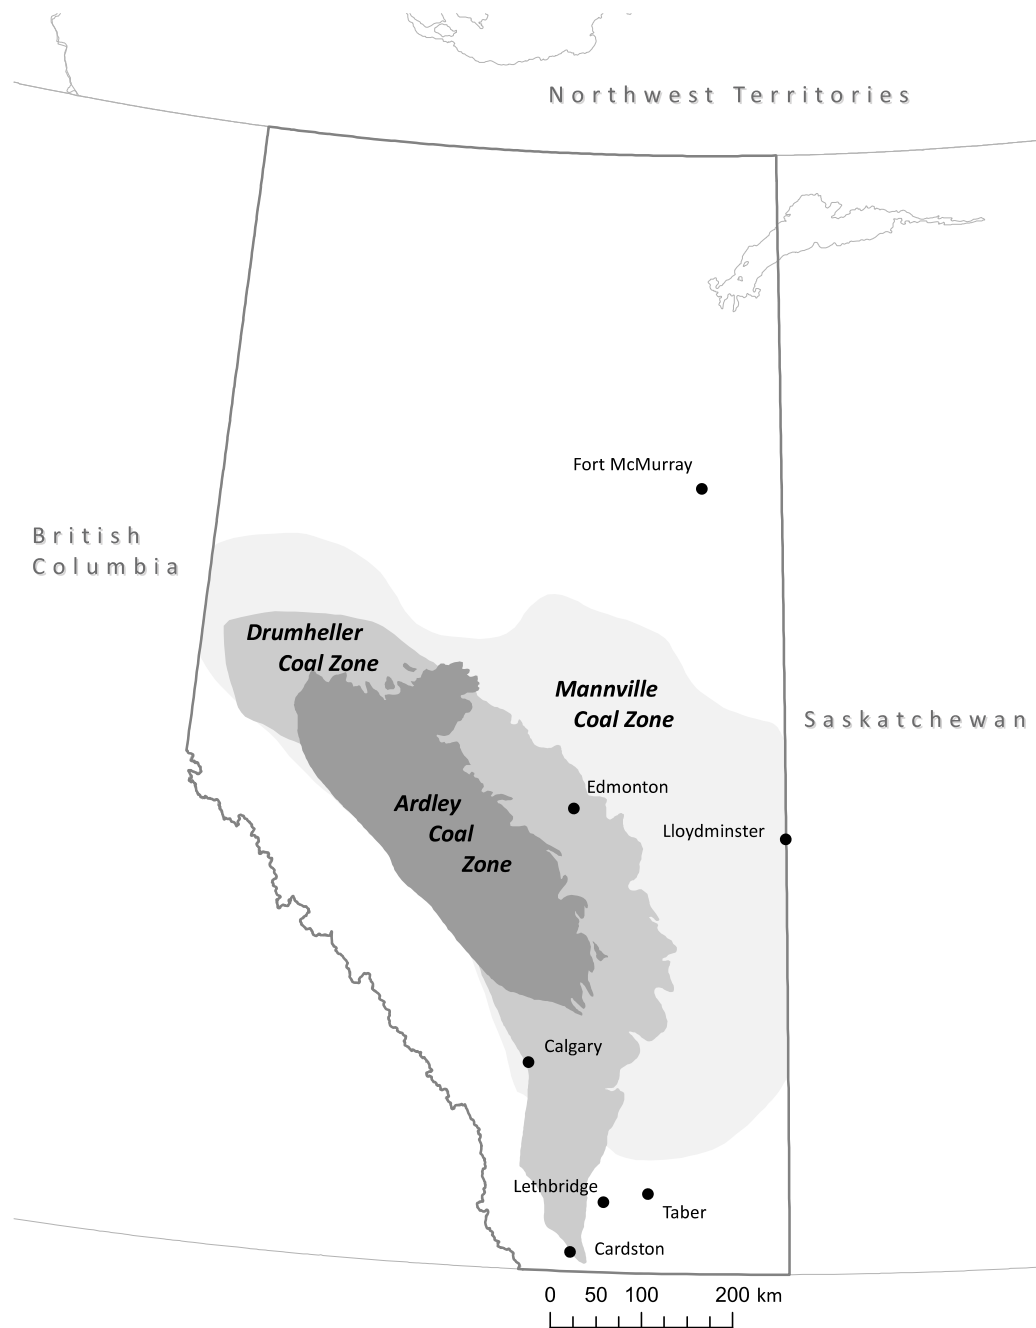 Northwest Territories
Fort McMurray
British
Columbia
Drumheller
Coal Zone
Mannville
Coal Zone
Saskatchewan
Edmonton
Ardley
Coal
Zone
Lloydminster
Calgary
Lethbridge
Taber
Cardston
0 50 100 200 km